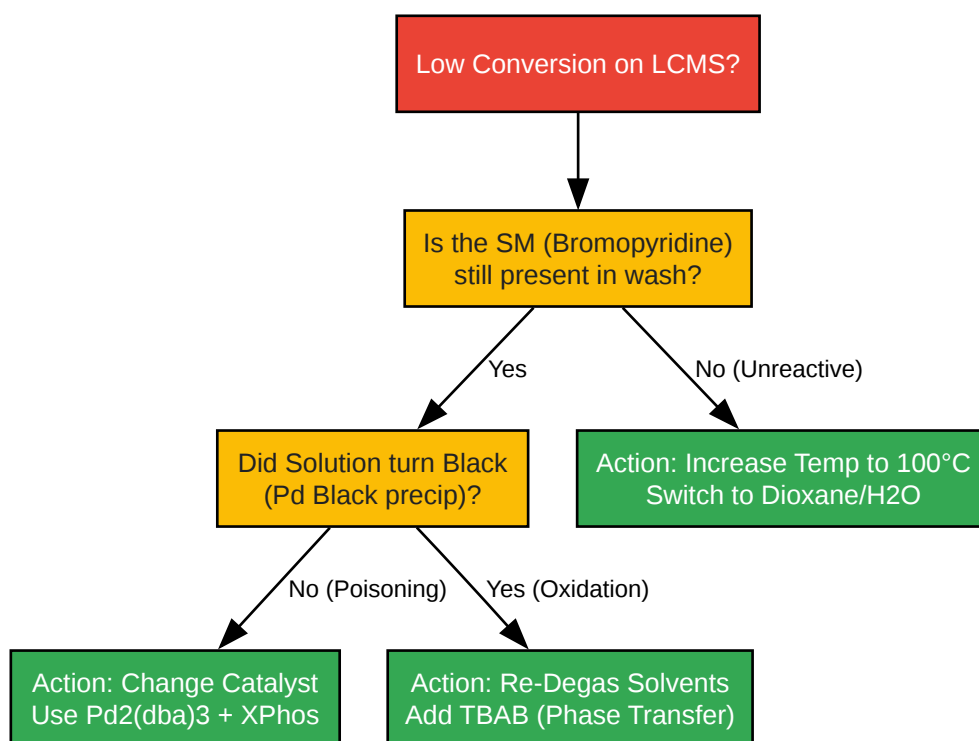 Low Conversion on LCMS?
Is the SM (Bromopyridine)
still present in wash?
Yes
No (Unreactive)
Did Solution turn Black
(Pd Black precip)?
Action: Increase Temp to 100°C
Switch to Dioxane/H2O
No (Poisoning)
Yes (Oxidation)
Action: Change Catalyst
Use Pd2(dba)3 + XPhos
Action: Re-Degas Solvents
Add TBAB (Phase Transfer)